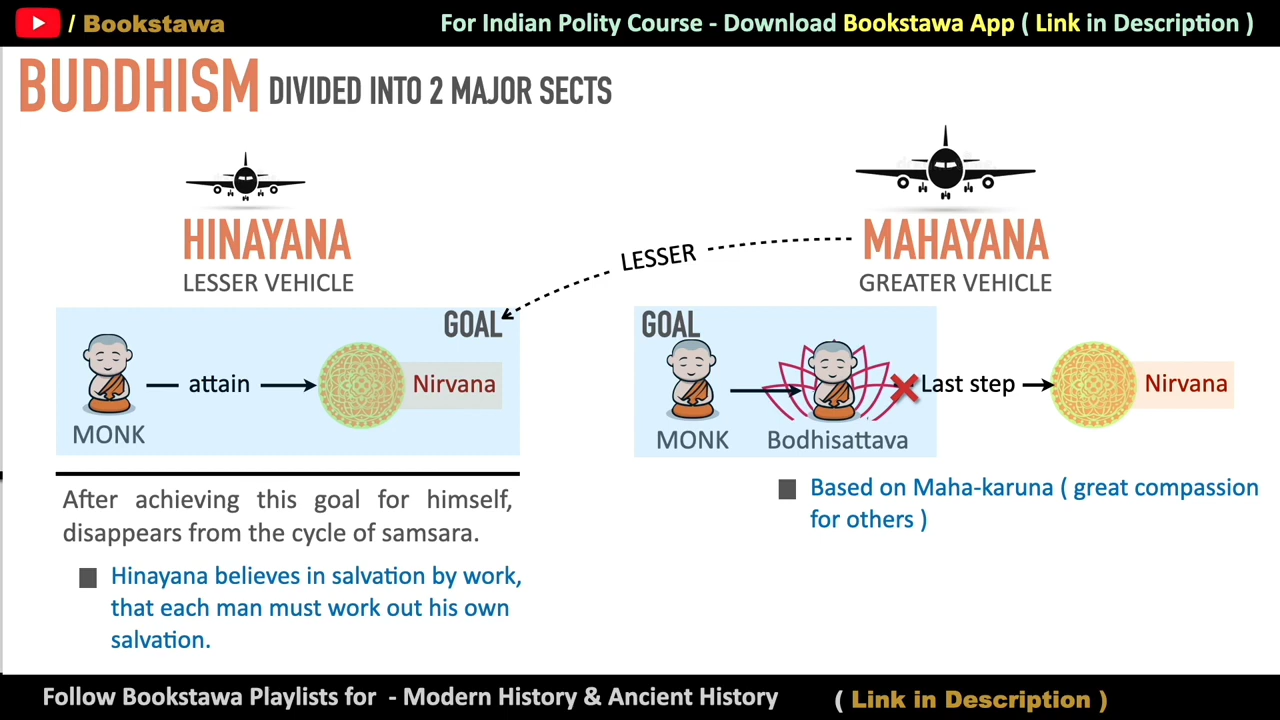 / Bookstawa
For Indian Polity Course - Download Bookstawa App ( Link in Description )
BUDDHISM DIVIDED INTO 2 MAJOR SECTS
HINAYANA
LESSER VEHICLE
LESSER
MAHAYANA
GREATER VEHICLE
GOAL
MONK
attain
Nirvana
After achieving this goal for himself,
disappears from the cycle of samsara.
Hinayana believes in salvation by work,
that each man must work out his own
salvation.
GOAL
MONK
Bodhisattava
Last step
Nirvana
Based on Maha-karuna ( great compassion
for others )
Follow Bookstawa Playlists for - Modern History & Ancient History
( Link in Description )